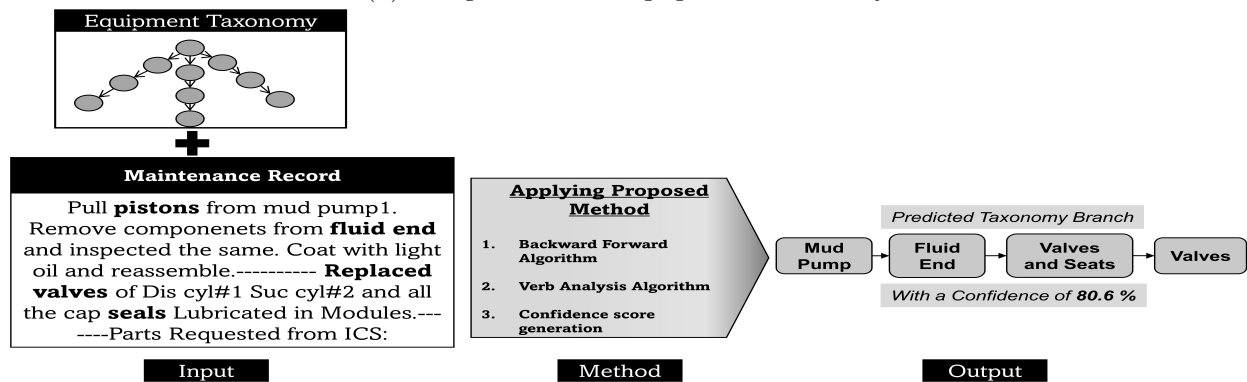 Equipment Taxonomy
Maintenance Record
Pull pistons from mud pump1.
Remove componenets from fluid end
and inspected the same. Coat with light
oil and reassemble.---------- Replaced
valves of Dis cyl#1 Suc cyl#2 and all
the cap seals Lubricated in Modules.---
----Parts Requested from ICS:
Input
Applying Proposed
Method
1. Backward Forward
Algorithm
2. Verb Analysis Algorithm
3. Confidence score
generation
Method
Predicted Taxonomy Branch
Mud
Pump
Fluid
End
Valves
and Seats
Valves
With a Confidence of 80.6 %
Output